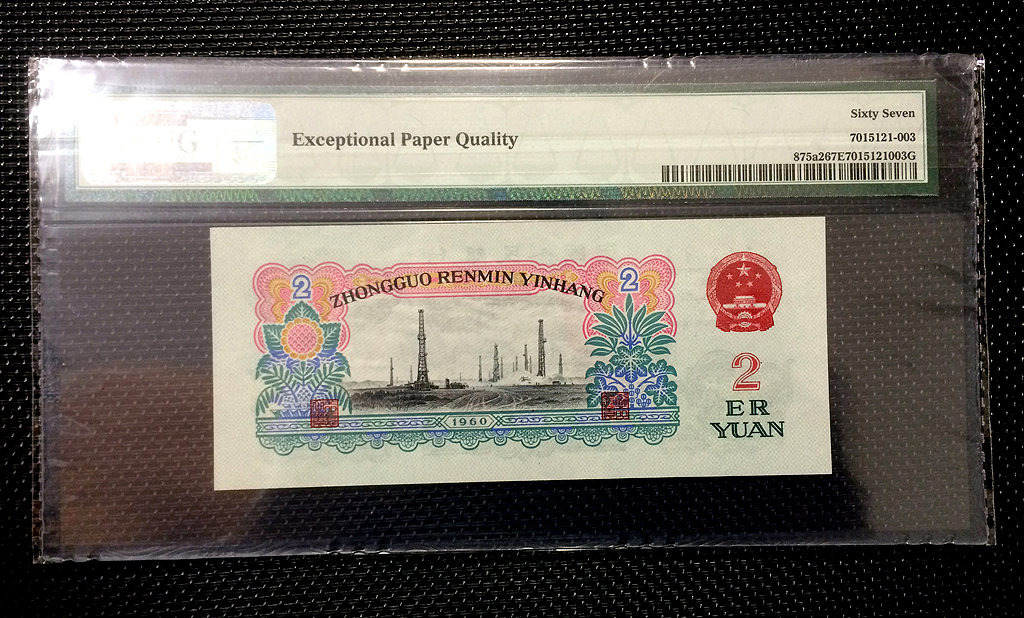 G
Exceptional Paper Quality
Sixty Seven
7015121-003
875a267E7015121003G
2 ZHONGGUO RENMIN YINHANG 2
2
ER
YUAN
1960